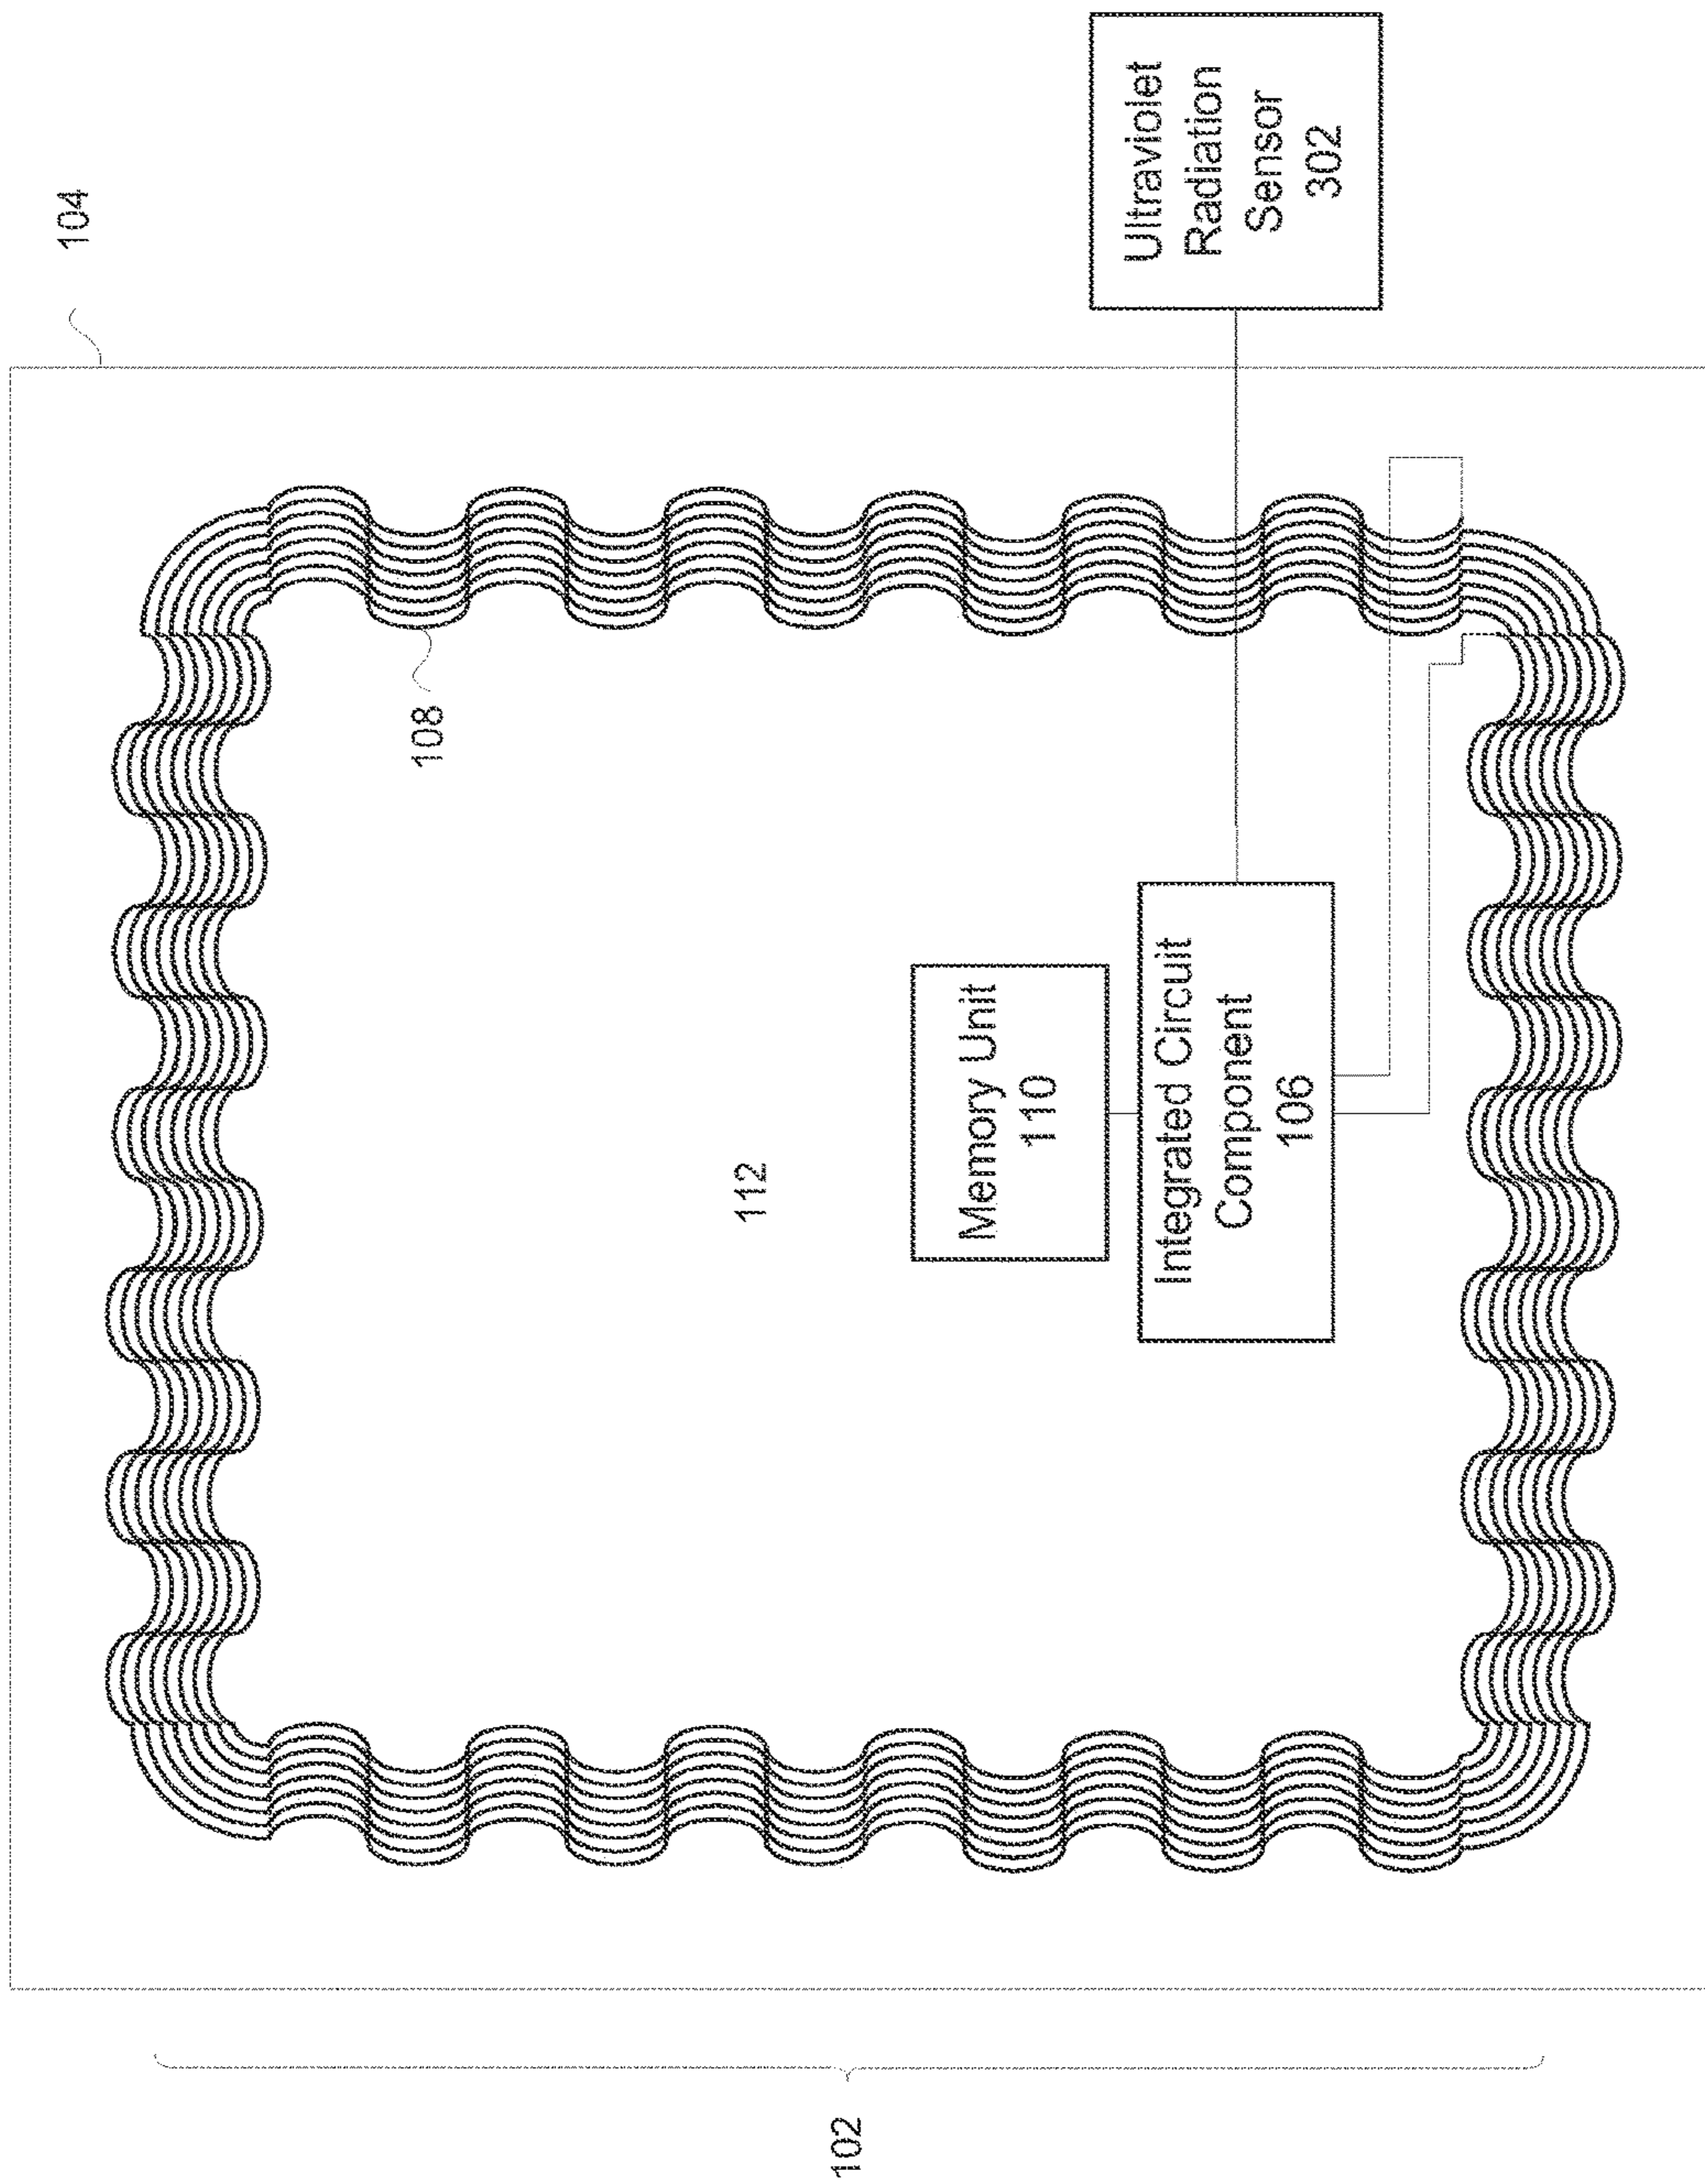 104
Ultraviolet
Radiation
Sensor
302
108
Memory Unit
110
112
Integrated Circuit
Component
106
102